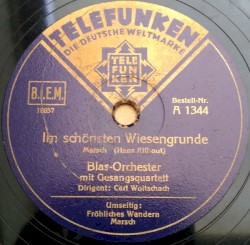 TELEFUNKEN
DIE DEUTSCHE WELTMARKE
TELE
FUN
KEN
B.I.E.M.
Bestell-Nr.
A 1344
Im schönsten Wiesengrunde
Marsch (Hans
Blas-Orchester
mit Gesangsquartett
Dirigent: Carl Woitschach
Umseitig:
Fröhliches Wandern
Marsch